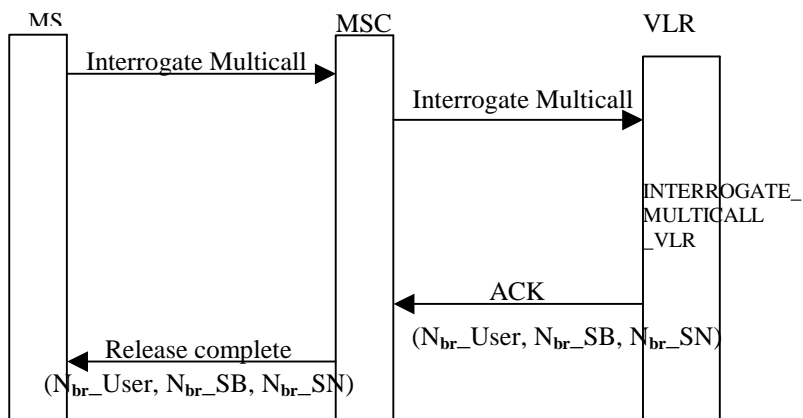 MS MSC VLR
Interrogate Multicall
Interrogate Multicall
INTERROGATE_
MULTICALL
_VLR
ACK
(Nbr_User, Nbr_SB, Nbr_SN)
Release complete
(Nbr_User, Nbr_SB, Nbr_SN)